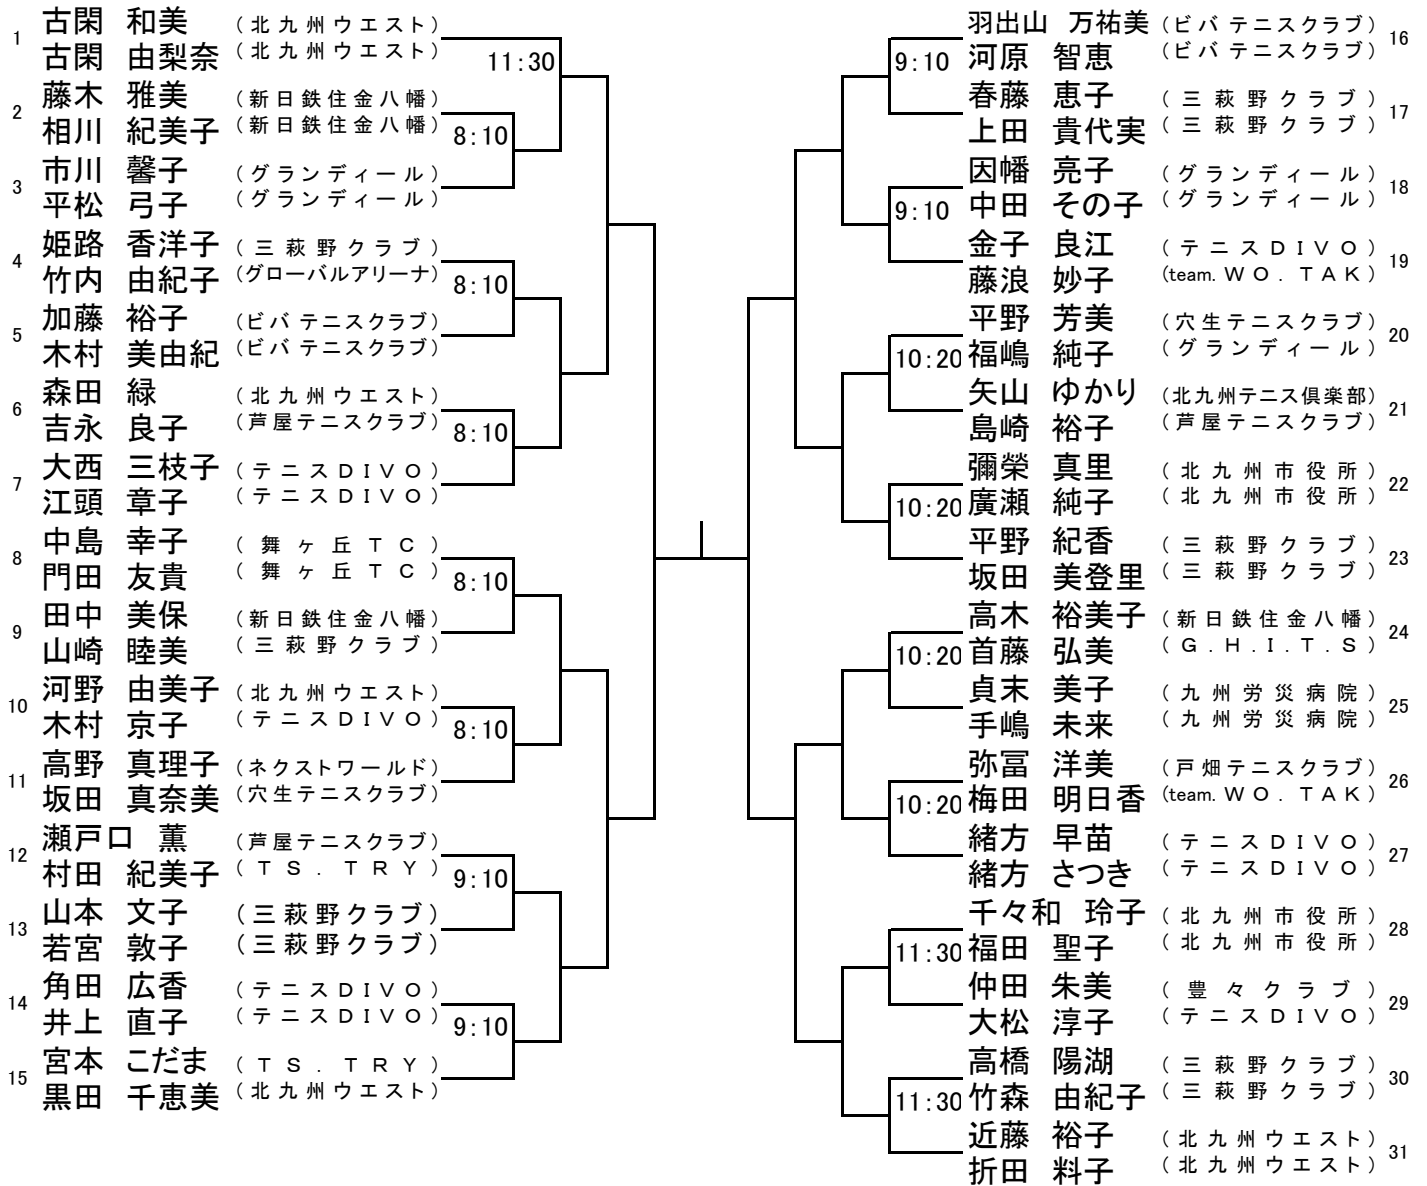 1 古閑 和美 (北九州ウエスト)
古閑 由梨奈 (北九州ウエスト)
11:30
2 藤木 雅美 (新日鉄住金八幡)
相川 紀美子 (新日鉄住金八幡)
8:10
3 市川 馨子 (グランディール)
平松 弓子 (グランディール)
4 姫路 香洋子 (三萩野クラブ)
竹内 由紀子 (グローバルアリーナ)
8:10
5 加藤 裕子 (ビバ テニスクラブ)
木村 美由紀 (ビバ テニスクラブ)
6 森田 緑 (北九州ウエスト)
吉永 良子 (芦屋テニスクラブ)
8:10
7 大西 三枝子 (テニスDIVO)
江頭 章子 (テニスDIVO)
8 中島 幸子 (舞ヶ丘TC)
門田 友貴 (舞ヶ丘TC)
8:10
9 田中 美保 (新日鉄住金八幡)
山崎 睦美 (三萩野クラブ)
10 河野 由美子 (北九州ウエスト)
木村 京子 (テニスDIVO)
8:10
11 高野 真理子 (ネクストワールド)
坂田 真奈美 (穴生テニスクラブ)
12 瀬戸口 薫 (芦屋テニスクラブ)
村田 紀美子 (TS.TRY)
9:10
13 山本 文子 (三萩野クラブ)
若宮 敦子 (三萩野クラブ)
14 角田 広香 (テニスDIVO)
井上 直子 (テニスDIVO)
9:10
15 宮本 こだま (TS.TRY)
黒田 千恵美 (北九州ウエスト)
羽出山 万祐美 (ビバ テニスクラブ) 16
9:10 河原 智恵 (ビバ テニスクラブ)
春藤 恵子 (三萩野クラブ) 17
上田 貴代実 (三萩野クラブ)
因幡 亮子 (グランディール) 18
9:10 中田 その子 (グランディール)
金子 良江 (テニスDIVO) 19
藤浪 妙子 (team.WO.TAK)
平野 芳美 (穴生テニスクラブ) 20
10:20 福嶋 純子 (グランディール)
矢山 ゆかり (北九州テニス倶楽部) 21
島崎 裕子 (芦屋テニスクラブ)
彌榮 真里 (北九州市役所) 22
10:20 廣瀬 純子 (北九州市役所)
平野 紀香 (三萩野クラブ) 23
坂田 美登里 (三萩野クラブ)
高木 裕美子 (新日鉄住金八幡) 24
10:20 首藤 弘美 (G.H.I.T.S)
貞末 美子 (九州労災病院) 25
手嶋 未来 (九州労災病院)
弥冨 洋美 (戸畑テニスクラブ) 26
10:20 梅田 明日香 (team.WO.TAK)
緒方 早苗 (テニスDIVO) 27
緒方 さつき (テニスDIVO)
千々和 玲子 (北九州市役所) 28
11:30 福田 聖子 (北九州市役所)
仲田 朱美 (豊々クラブ) 29
大松 淳子 (テニスDIVO)
高橋 陽湖 (三萩野クラブ) 30
11:30 竹森 由紀子 (三萩野クラブ)
近藤 裕子 (北九州ウエスト) 31
折田 料子 (北九州ウエスト)